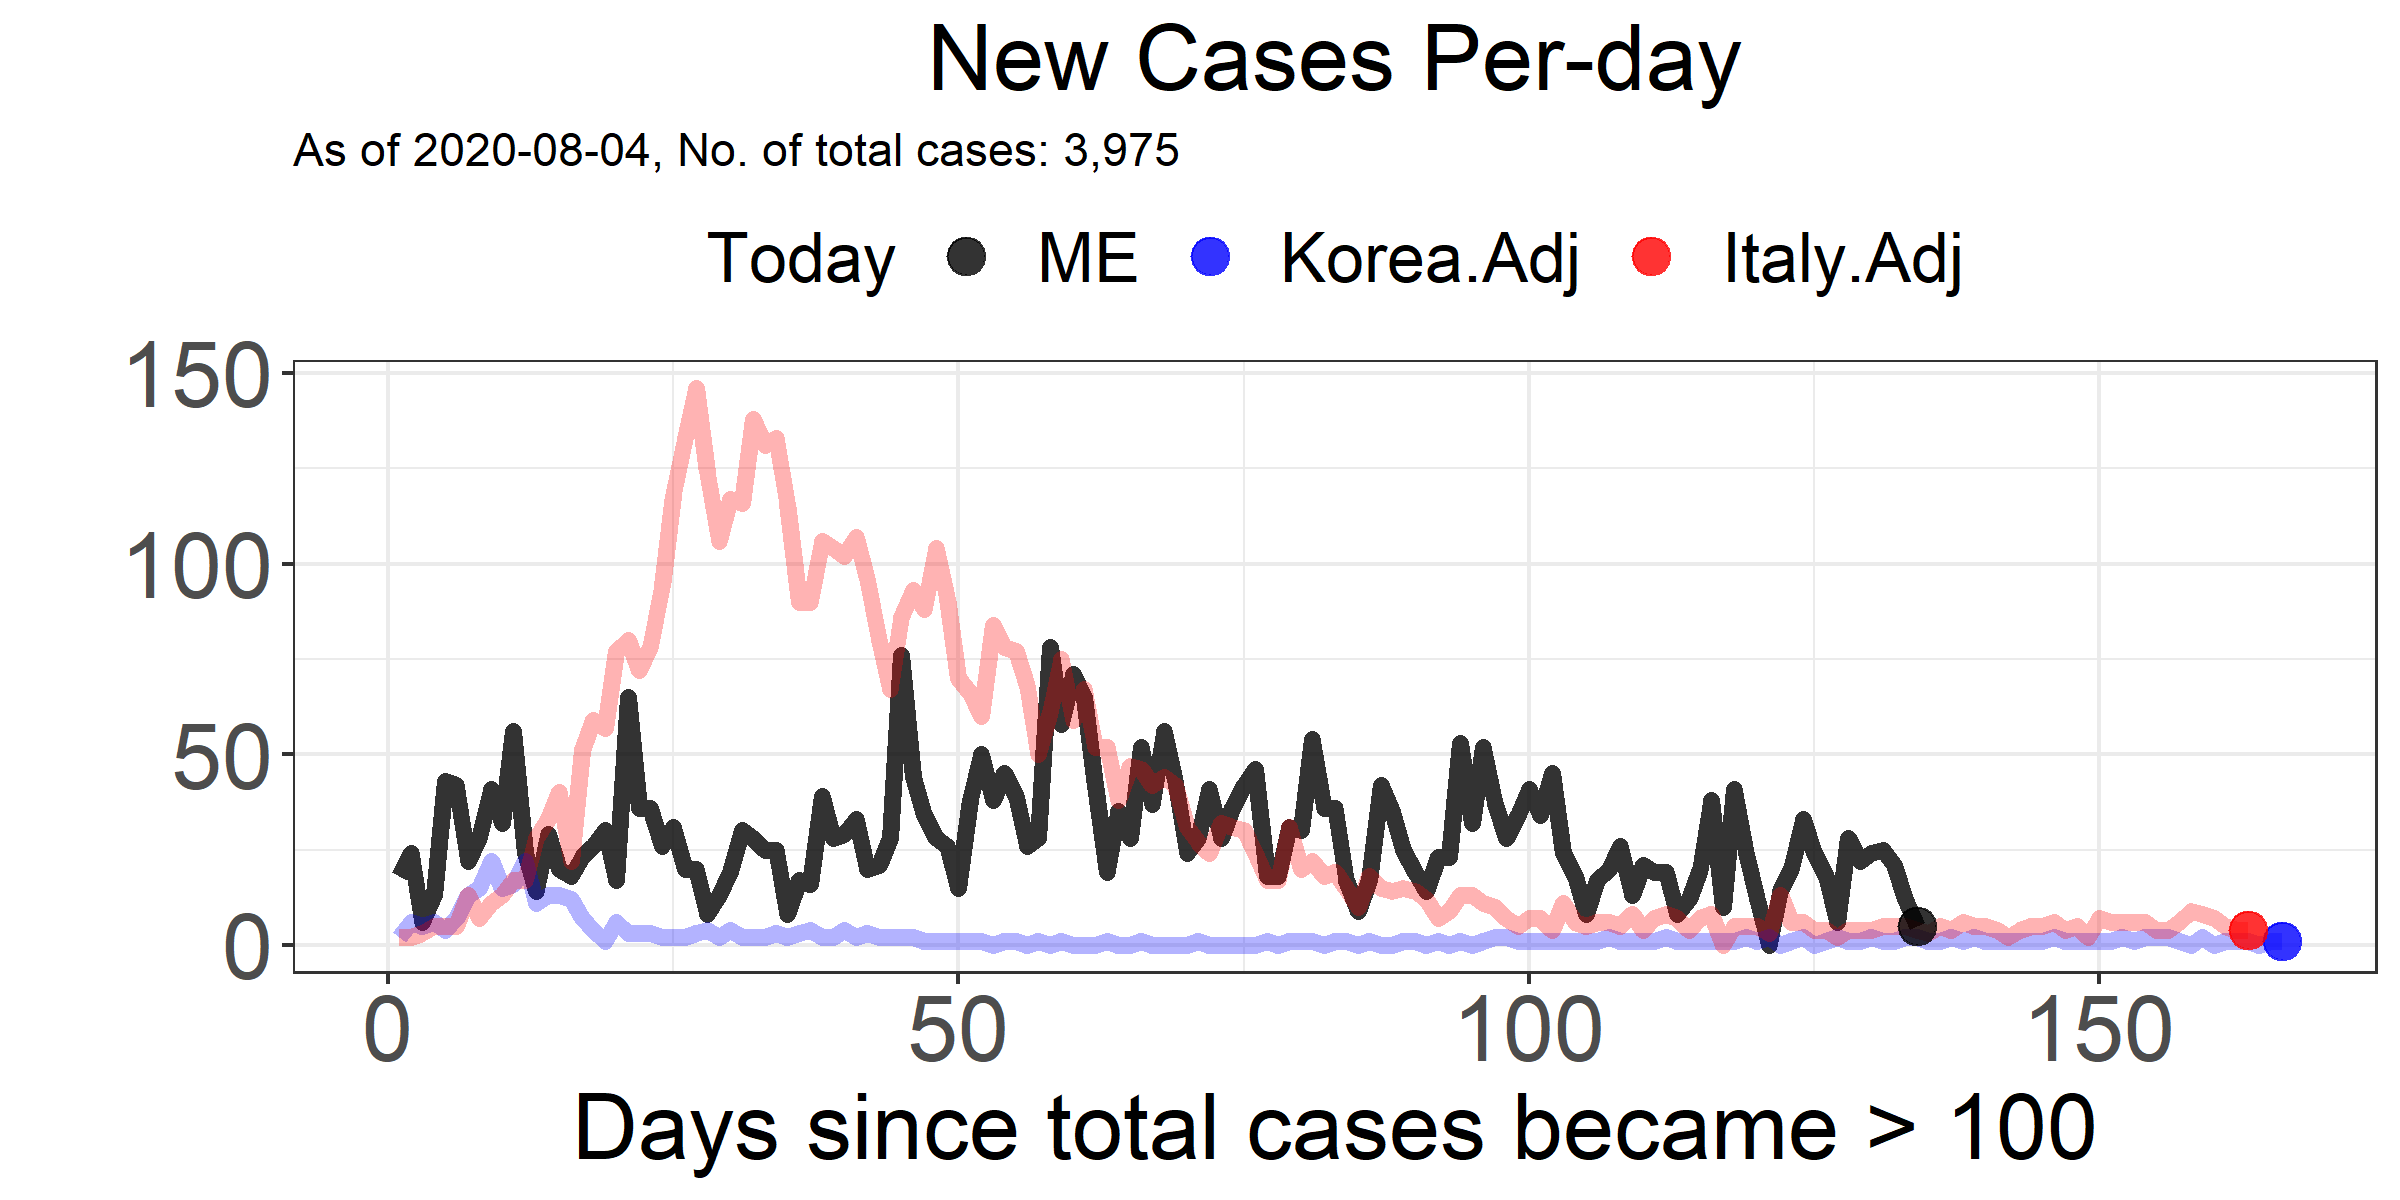 New Cases Per-day
As of 2020-08-04, No. of total cases: 3,975
Today ME Korea.Adj Italy.Adj
150
100
50
0
0 50 100 150
Days since total cases became > 100